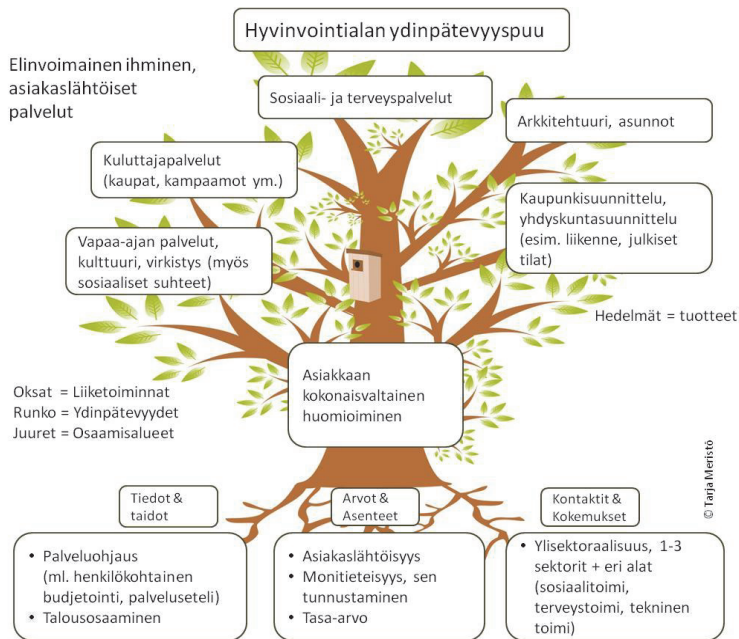 Hyvinvointialan ydinpätevyyspuu
Elinvoimainen ihminen,
asiakaslähtöiset
palvelut
Sosiaali- ja terveyspalvelut
Arkkitehtuuri, asunnot
Kuluttajapalvelut
(kaupat, kampaamot ym.)
Kaupunkisuunnittelu,
yhdyskuntasuunnittelu
(esim. liikenne, julkiset
tilat)
Vapaa-ajan palvelut,
kulttuuri, virkistys (myös
sosiaaliset suhteet)
Hedelmät = tuotteet
Asiakkaan
kokonaisvaltainen
huomioiminen
Oksat = Liiketoiminnat
Runko = Ydinpätevyydet
Juuret = Osaamisalueet
© Tarja Meristö
Tiedot &
taidot
Arvot &
Asenteet
Kontaktit &
Kokemukset
• Palveluohjaus
(ml. henkilökohtainen
budjetointi, palveluseteli)
• Talousosaaminen
• Asiakaslähtöisyys
• Monitieteisyys, sen
tunnustaminen
• Tasa-arvo
• Ylisektoraalisuus, 1-3
sektorit + eri alat
(sosiaalitoimi,
terveystoimi, tekninen
toimi)